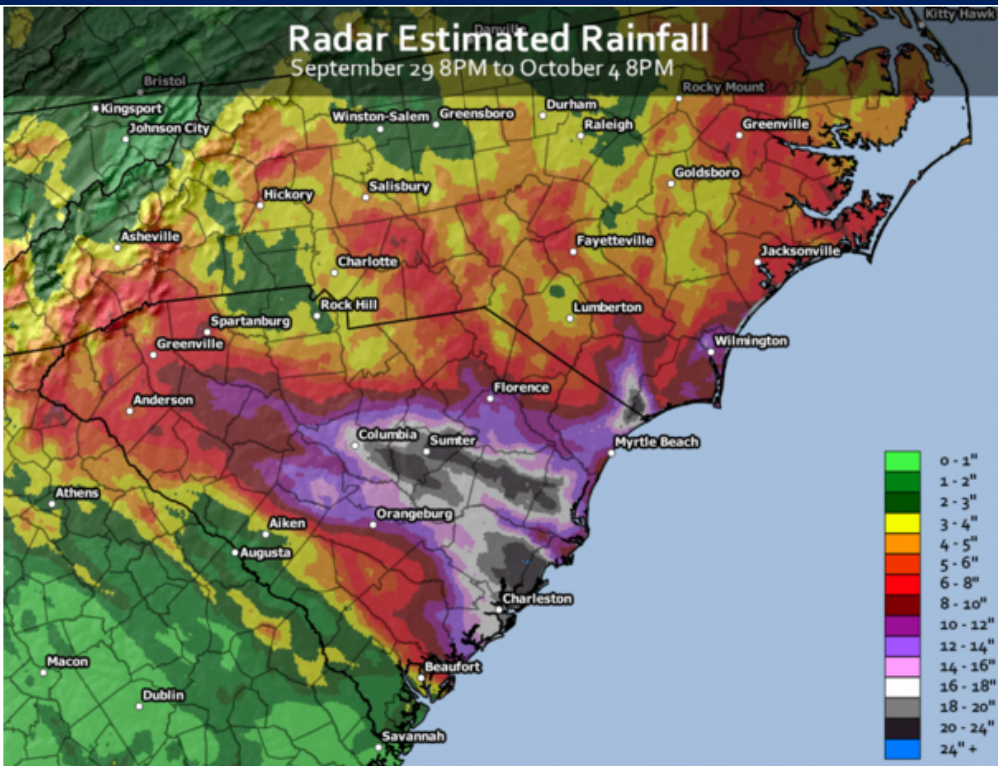 Kitty Hawk
Danville
Radar Estimated Rainfall
September 29 8PM to October 4 8PM
Bristol
Rocky Mount
Kingsport
Durham
Winston-Salem
Greensboro
Johnson City
Raleigh
Greenville
Goldsboro
Salisbury
Hickory
Asheville
Fayetteville
Jacksonville
Charlotte
Rock Hill
Lumberton
Spartanburg
Greenville
Wilmington
Florence
Anderson
Columbia
Sumter
Myrtle Beach
Athens
Orangeburg
Aiken
Augusta
Charleston
Macon
Beaufort
Dublin
Savannah
0 - 1"
1 - 2"
2 - 3"
3 - 4"
4 - 5"
5 - 6"
6 - 8"
8 - 10"
10 - 12"
12 - 14"
14 - 16"
16 - 18"
18 - 20"
20 - 24"
24" +